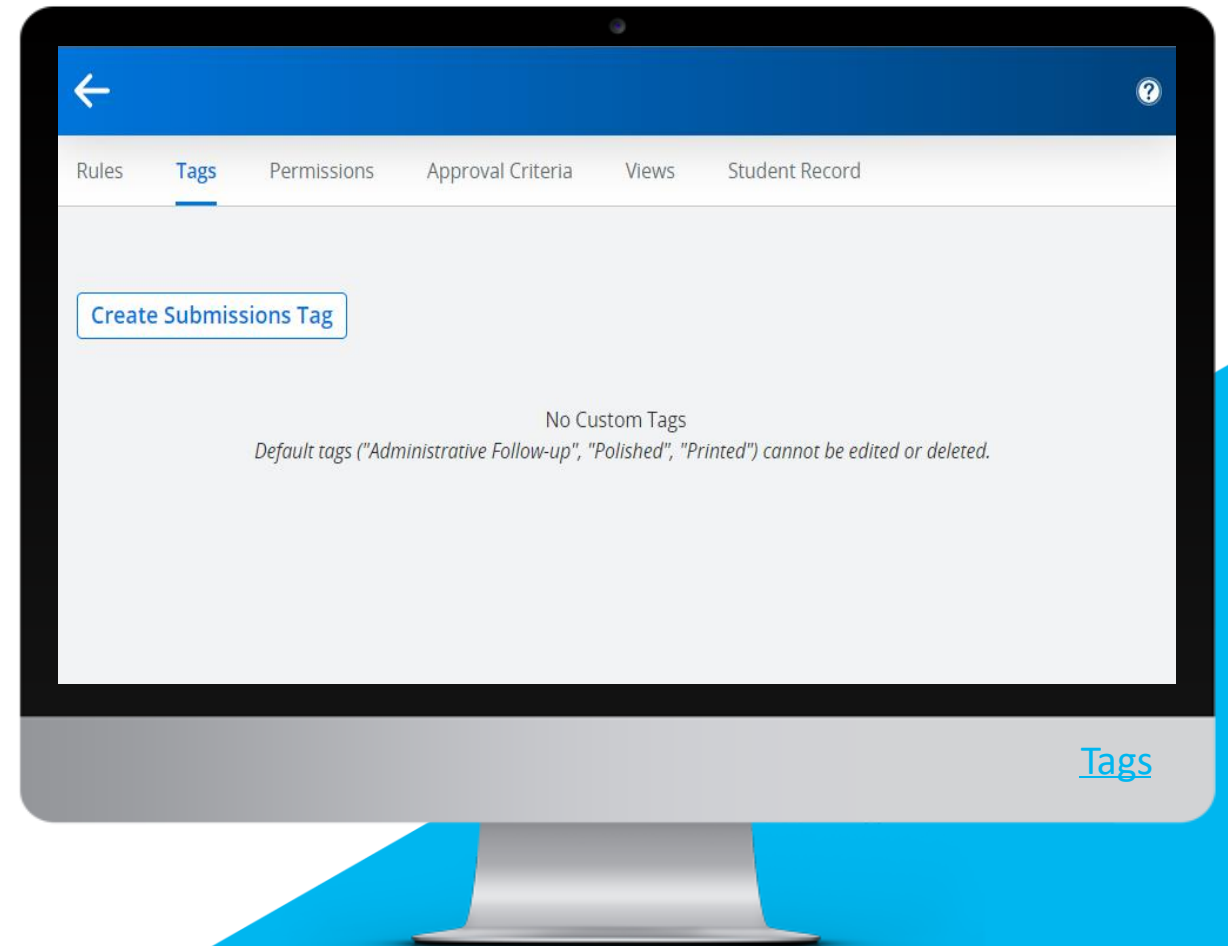 ?
Rules Tags Permissions Approval Criteria Views Student Record
Create Submissions Tag
No Custom Tags
Default tags ("Administrative Follow-up", "Polished", "Printed") cannot be edited or deleted.
Tags